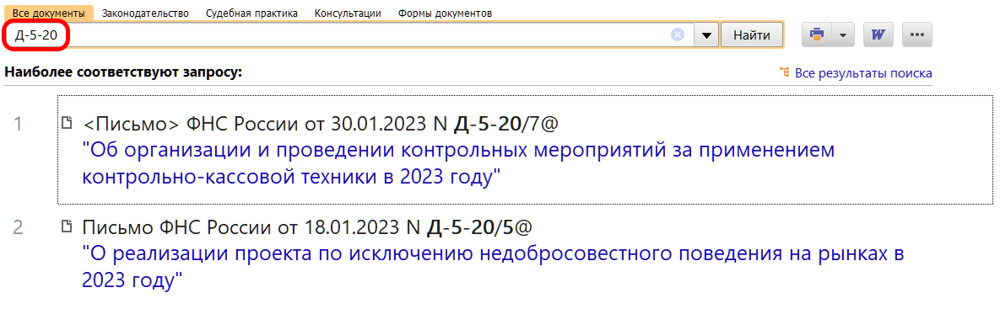 Все документы Законодательство Судебная практика Консультации Формы документов
Д-5-20 Найти W
Наиболее соответствуют запросу: Все результаты поиска
1 <Письмо> ФНС России от 30.01.2023 N Д-5-20/7@
"Об организации и проведении контрольных мероприятий за применением
контрольно-кассовой техники в 2023 году"
2 Письмо ФНС России от 18.01.2023 N Д-5-20/5@
"О реализации проекта по исключению недобросовестного поведения на рынках в
2023 году"